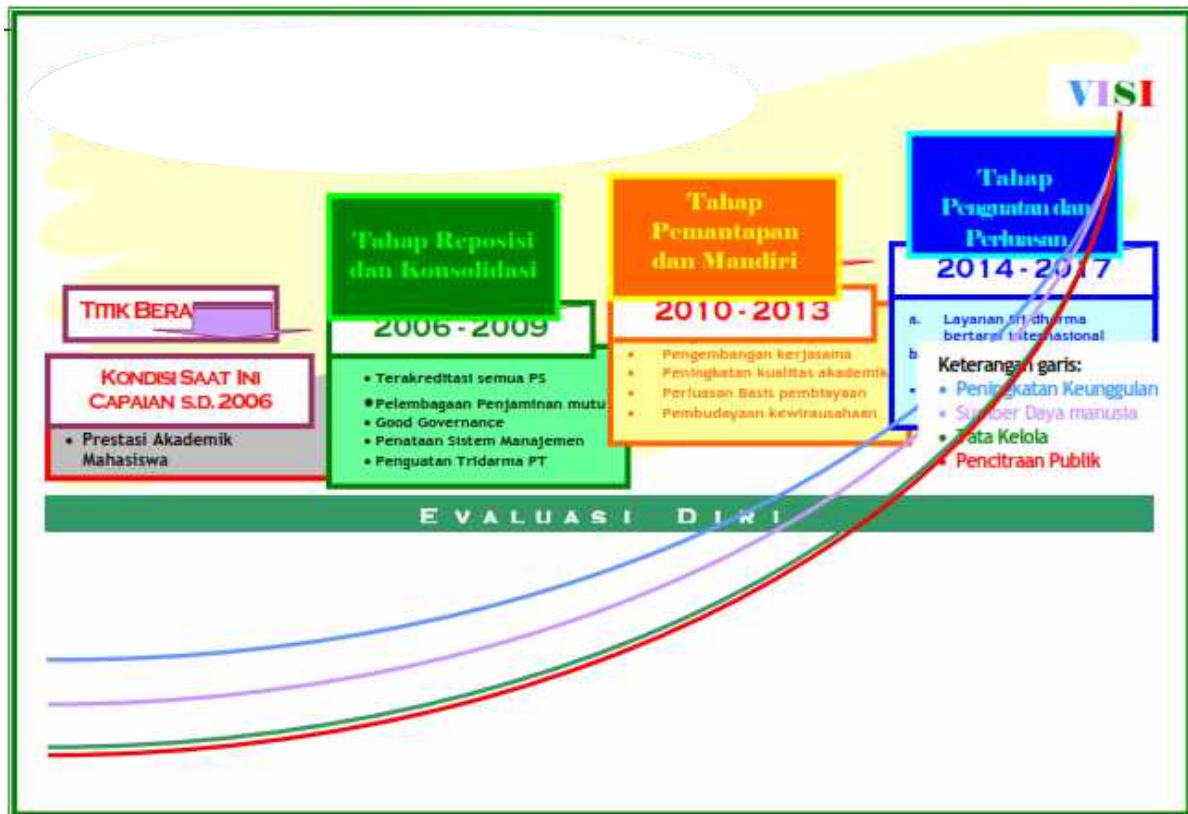 VISI
Tahap
Penguatan dan
Perluasan
2014 - 2017
a. Layanan tri dharma
bertaraf internasional
b
Tahap
Pemantapan
dan Mandiri
2010 - 2013
• Pengembangan kerjasama
• Peningkatan kualitas akademik
• Perluasan Basis pembiayaan
• Pembudayaan kewirausahaan
Tahap Reposisi
dan Konsolidasi
2006 - 2009
• Terakreditasi semua PS
• Pelembagaan Penjaminan mutu
• Good Governance
• Penataan Sistem Manajemen
• Penguatan Tridarma PT
TITIK BERA
KONDISI SAAT INI
CAPAIAN S.D. 2006
• Prestasi Akademik
Mahasiswa
Keterangan garis:
• Peningkatan Keunggulan
• Sumber Daya manusia
• Tata Kelola
• Pencitraan Publik
EVALUASI DIRI